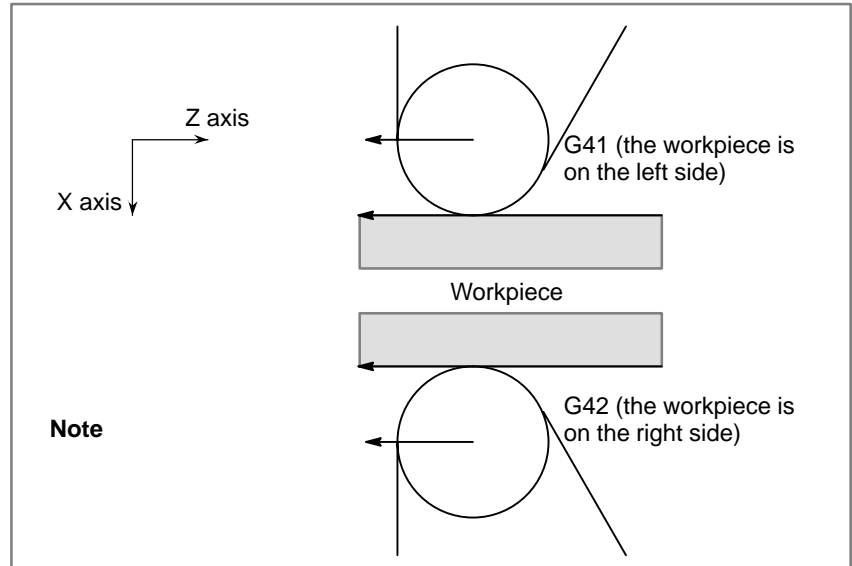 Z axis
X axis
G41 (the workpiece is
on the left side)
Workpiece
G42 (the workpiece is
on the right side)
Note